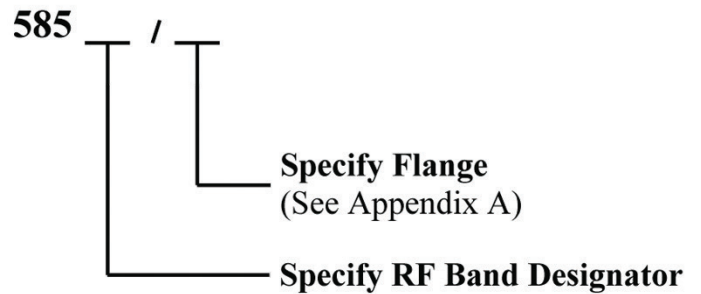 585 __ / __
Specify Flange
(See Appendix A)
Specify RF Band Designator